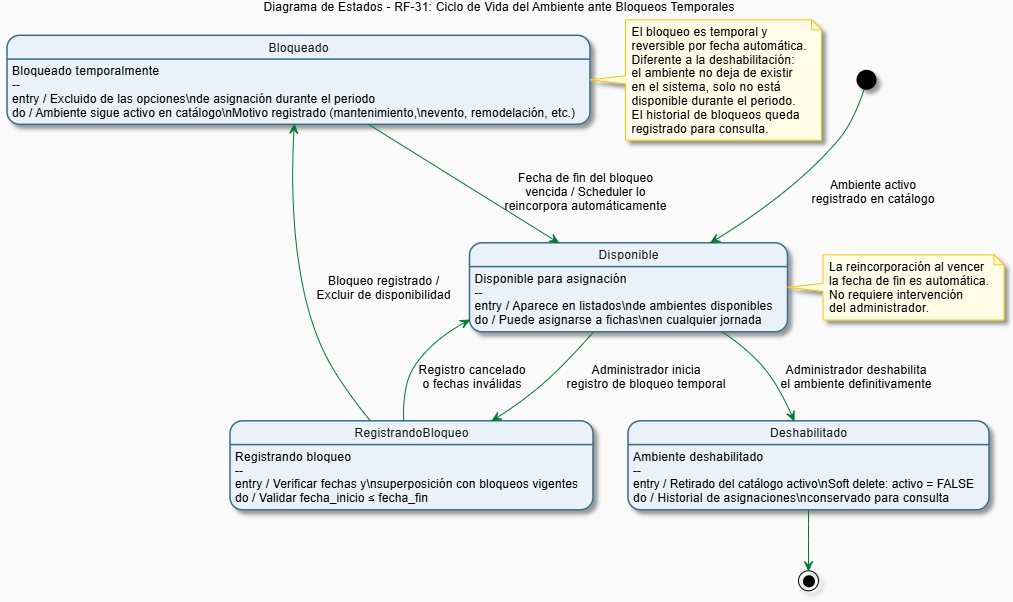 Diagrama de Estados - RF-31: Ciclo de Vida del Ambiente ante Bloqueos Temporales
Bloqueado
Bloqueado temporalmente
--
entry / Excluido de las opciones\nde asignación durante el periodo
do / Ambiente sigue activo en catálogo\nMotivo registrado (mantenimiento,\nevento, remodelación, etc.)
El bloqueo es temporal y
reversible por fecha automática.
Diferente a la deshabilitación:
el ambiente no deja de existir
en el sistema, solo no está
disponible durante el periodo.
El historial de bloqueos queda
registrado para consulta.
Fecha de fin del bloqueo
vencida / Scheduler lo
reincorpora automáticamente
Ambiente activo
registrado en catálogo
Disponible
Disponible para asignación
--
entry / Aparece en listados\nde ambientes disponibles
do / Puede asignarse a fichas\nen cualquier jornada
La reincorporación al vencer
la fecha de fin es automática.
No requiere intervención
del administrador.
Bloqueo registrado /
Excluir de disponibilidad
Registro cancelado
o fechas inválidas
Administrador inicia
registro de bloqueo temporal
Administrador deshabilita
el ambiente definitivamente
RegistrandoBloqueo
Registrando bloqueo
--
entry / Verificar fechas y\nsuperposición con bloqueos vigentes
do / Validar fecha_inicio ≤ fecha_fin
Deshabilitado
Ambiente deshabilitado
--
entry / Retirado del catálogo activo\nSoft delete: activo = FALSE
do / Historial de asignaciones\nconservado para consulta